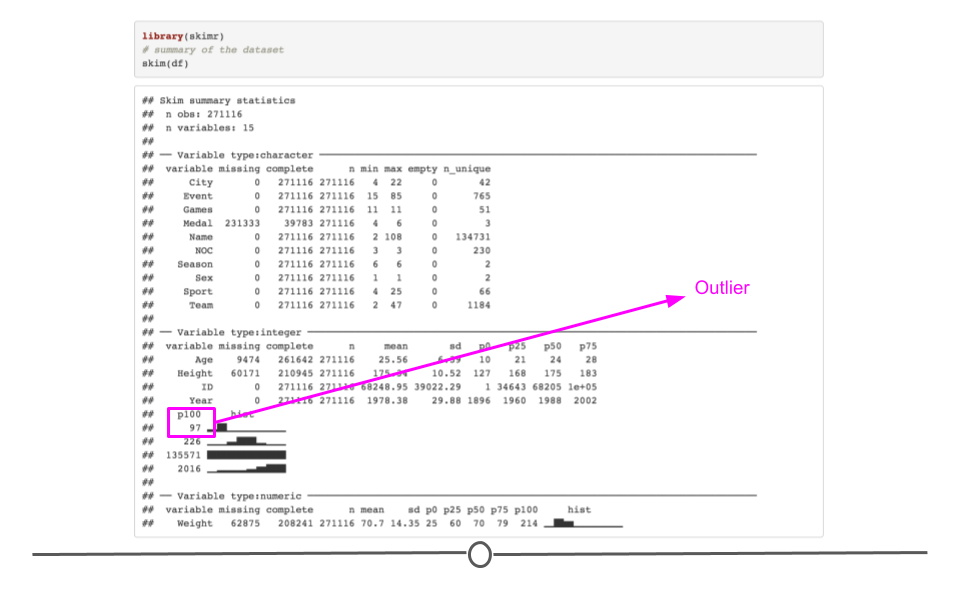 library(skimr)
# summary of the dataset
skim(df)
## Skim summary statistics
##  n obs: 271116
##  n variables: 15
##
## ── Variable type:character ──────────
##  variable missing complete      n min max empty n_unique
##      City       0   271116 271116   4  22     0       42
##     Event       0   271116 271116  15  85     0      765
##     Games       0   271116 271116  11  11     0       51
##     Medal  231333    39783 271116   4   6     0        3
##      Name       0   271116 271116   2 108     0   134731
##       NOC       0   271116 271116   3   3     0      230
##    Season       0   271116 271116   6   6     0        2
##       Sex       0   271116 271116   1   1     0        2
##     Sport       0   271116 271116   4  25     0       66
##      Team       0   271116 271116   2  47     0     1184
Outlier
##
## ── Variable type:integer ──────────
##  variable missing complete      n     mean       sd   p0   p25   p50   p75
##       Age    9474   261642 271116    25.56     6.39   10    21    24    28
##    Height   60171   210945 271116   175.34    10.52  127   168   175   183
##        ID       0   271116 271116 68248.95 39022.29    1 34643 68205 1e+05
##      Year       0   271116 271116  1978.38    29.88 1896  1960  1988  2002
##    p100     hist
##      97
##     226
##  135571
##    2016
##
## ── Variable type:numeric ──────────
##  variable missing complete      n mean    sd p0 p25 p50 p75 p100     hist
##    Weight   62875   208241 271116 70.7 14.35 25  60  70  79  214